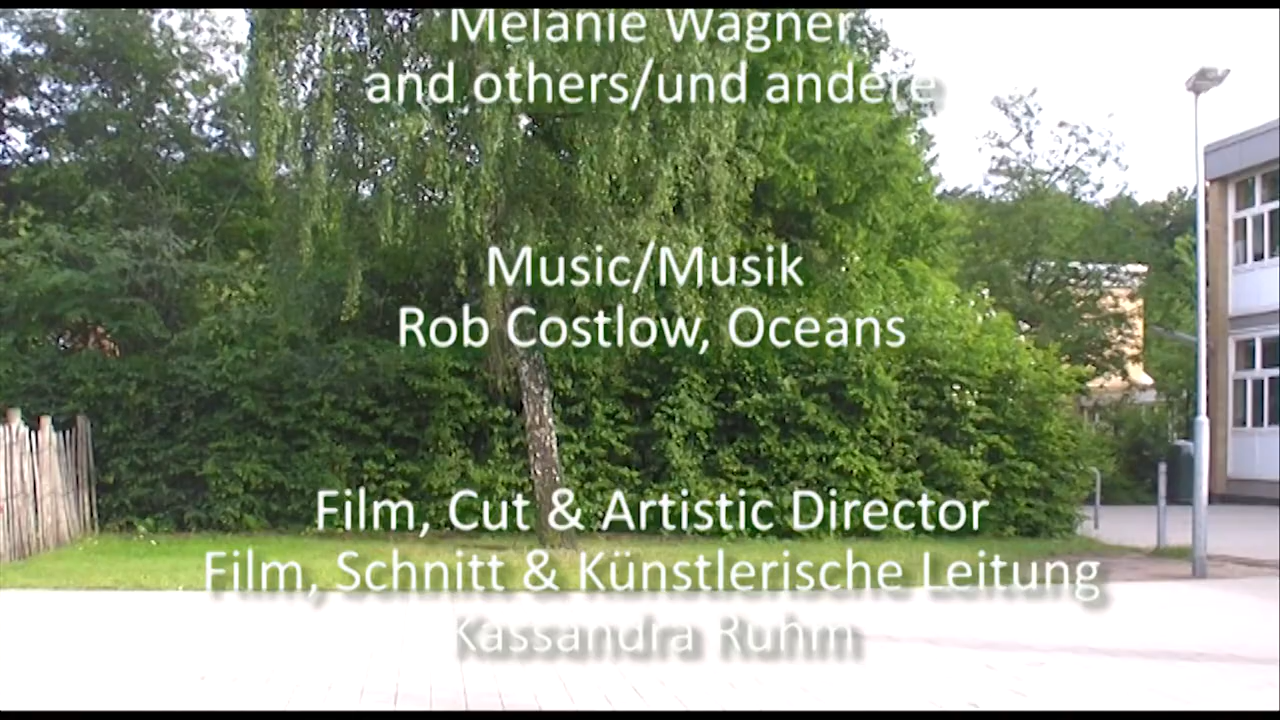 Melanie Wagner
and others/und andere
Music/Musik
Rob Costlow, Oceans
Film, Cut & Artistic Director
Film, Schnitt & Künstlerische Leitung
Kassandra Ruhm